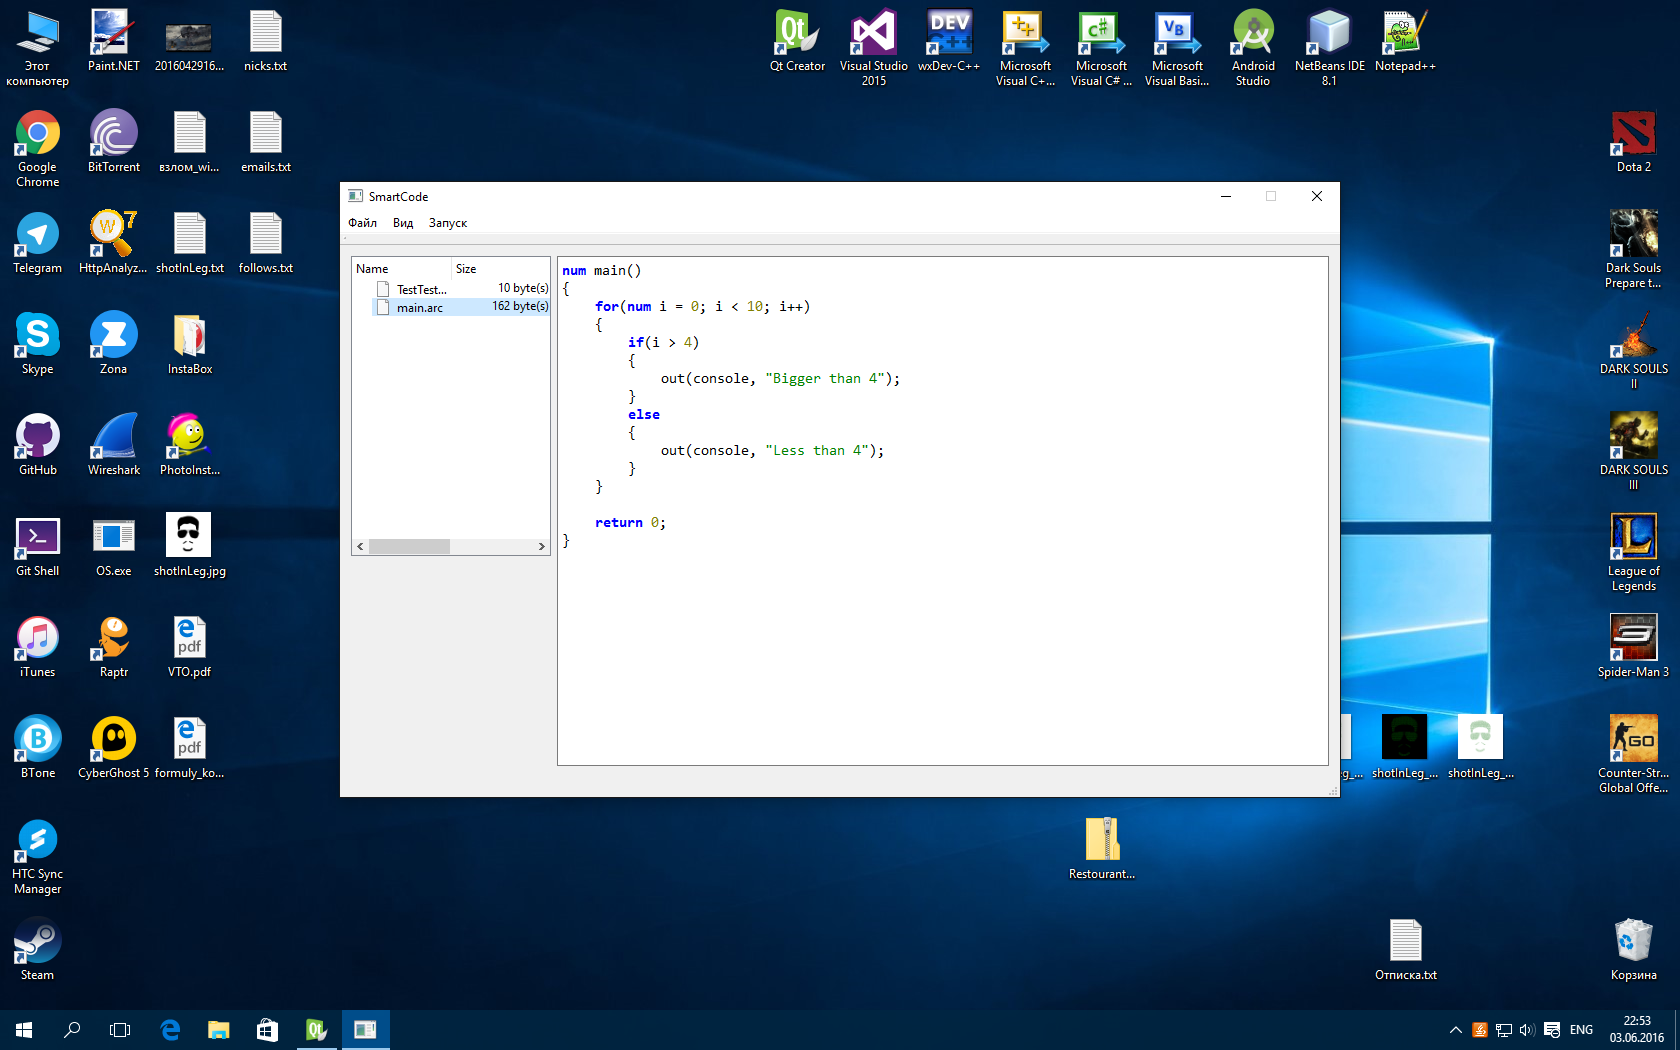 Этот компьютер
Paint.NET
2016042916...
nicks.txt
Qt Creator
Visual Studio 2015
wxDev-C++
Microsoft Visual C+...
Microsoft Visual C# ...
Microsoft Visual Basi...
Android Studio
NetBeans IDE 8.1
Notepad++
Google Chrome
BitTorrent
взлом_wi...
emails.txt
Dota 2
Telegram
HttpAnalyz...
shotInLeg.txt
follows.txt
Dark Souls Prepare t...
Skype
Zona
InstaBox
DARK SOULS II
GitHub
Wireshark
PhotoInst...
DARK SOULS III
Git Shell
OS.exe
shotInLeg.jpg
League of Legends
iTunes
Raptr
VTO.pdf
Spider-Man 3
ВТопе
CyberGhost 5
formuly_ko...
g_...
shotInLeg_...
shotInLeg_...
Counter-Str... Global Offe...
HTC Sync Manager
Restourant...
Steam
Отписка.txt
Корзина
SmartCode
Файл Вид Запуск
Name Size
TestTest... 10 byte(s)
main.arc 162 byte(s)
num main()
{
for(num i = 0; i < 10; i++)
{
if(i > 4)
{
out(console, "Bigger than 4");
}
else
{
out(console, "Less than 4");
}
}
return 0;
}
ENG
22:53
03.06.2016